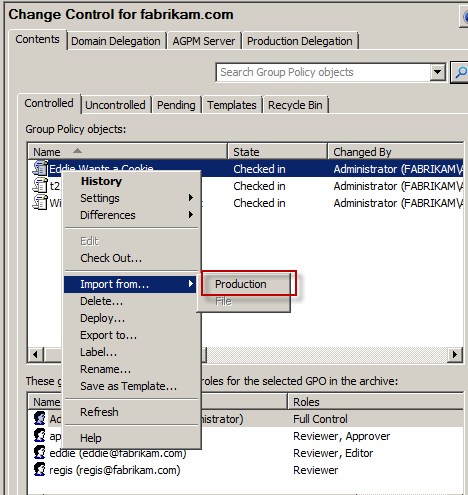 Change Control for fabrikam.com
Contents Domain Delegation AGPM Server Production Delegation
Search Group Policy objects
Controlled Uncontrolled Pending Templates Recycle Bin
Group Policy objects:
Name State Changed By
Eddie Wants a Cookie Checked in Administrator (FABRIKAM\A
t2 Checked in Administrator (FABRIKAM\A
Wi t Checked in Administrator (FABRIKAM\A
History
Settings
Differences
Edit
Check Out...
Import from...
Production
File
Delete...
Deploy...
Export to...
Label...
Rename...
Save as Template...
Refresh
Help
These g roles for the selected GPO in the archive:
Name Roles
Ad istrator) Full Control
ap Reviewer, Approver
eddie (eddie@fabrikam.com) Reviewer, Editor
regis (regis@fabrikam.com) Reviewer